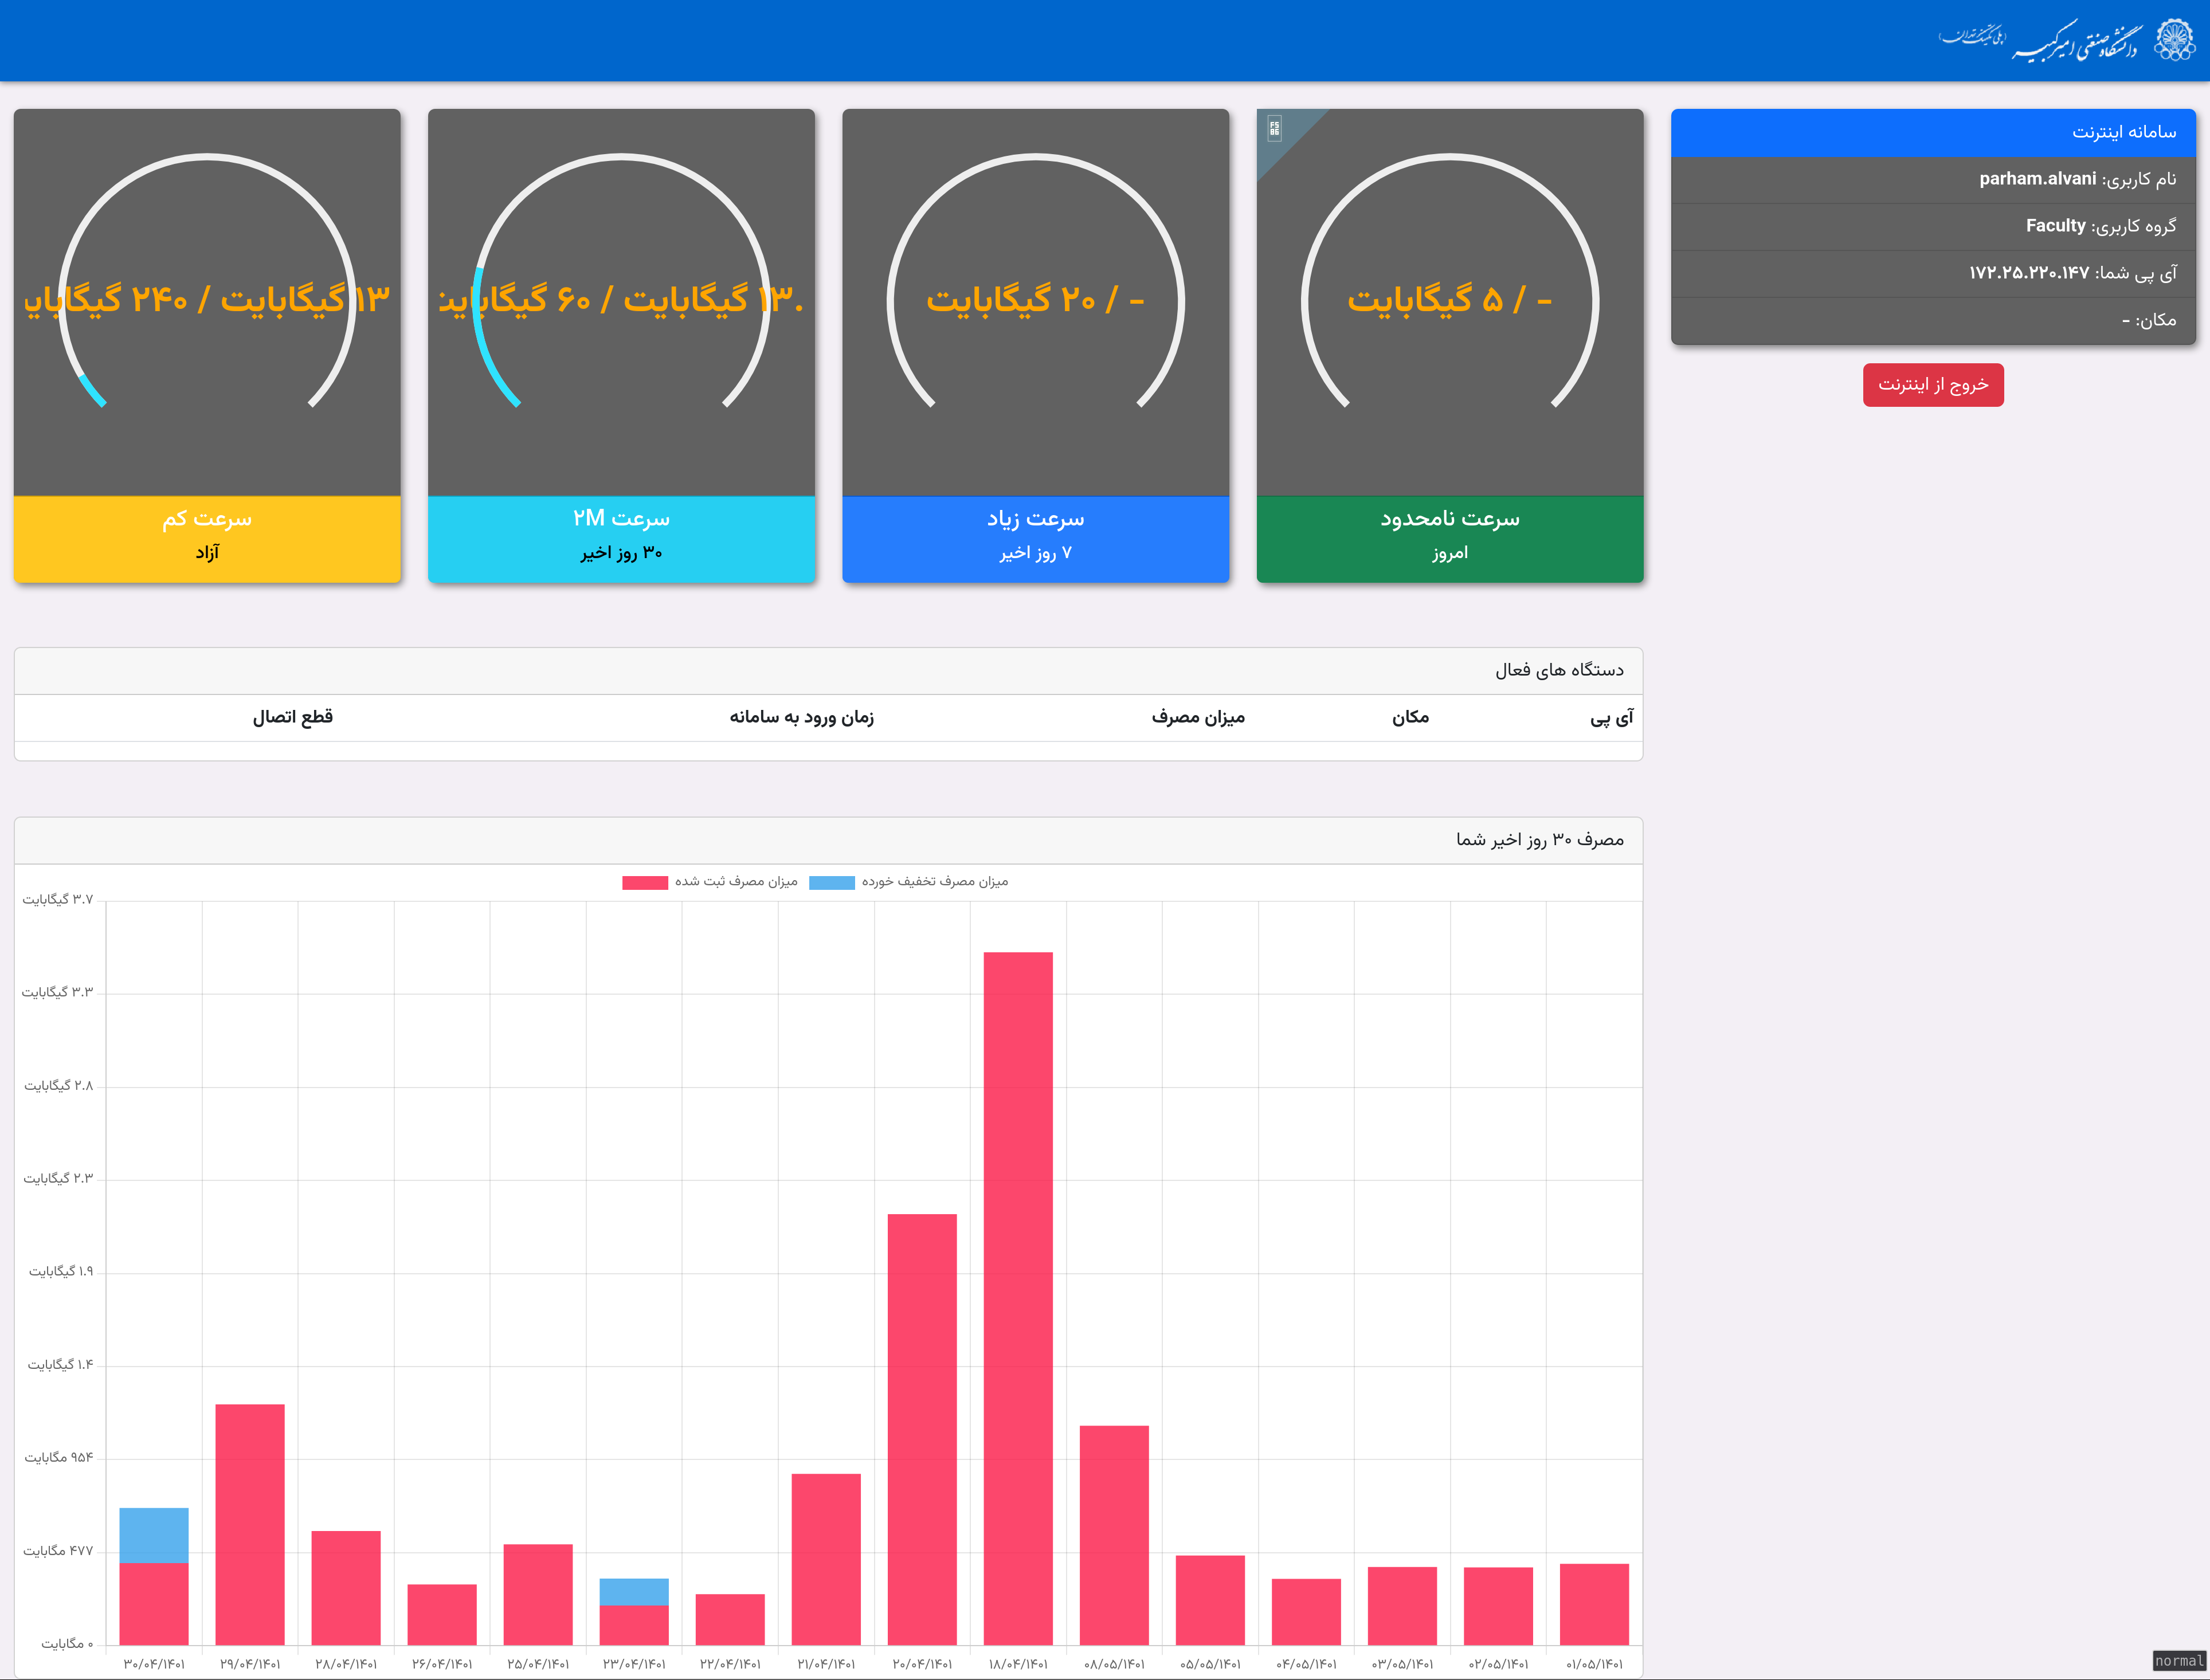 دانشگاه صنعتی امیرکبیر
(پلی‌تکنیک تهران)
سامانه اینترنت
نام کاربری: parham.alvani
گروه کاربری: Faculty
آی پی شما: ۱۷۲.۲۵.۲۲۰.۱۴۷
مکان: -
خروج از اینترنت
F5
86
- / ۵ گیگابایت
سرعت نامحدود
امروز
- / ۲۰ گیگابایت
سرعت زیاد
۷ روز اخیر
۱۳. گیگابایت / ۶۰ گیگابایت
سرعت ۲M
۳۰ روز اخیر
۱۳ گیگابایت / ۲۴۰ گیگابای
سرعت کم
آزاد
دستگاه های فعال
آی پی مکان میزان مصرف زمان ورود به سامانه قطع اتصال
مصرف ۳۰ روز اخیر شما
میزان مصرف تخفیف خورده
میزان مصرف ثبت شده
۳.۷ گیگابایت
۳.۳ گیگابایت
۲.۸ گیگابایت
۲.۳ گیگابایت
۱.۹ گیگابایت
۱.۴ گیگابایت
۹۵۴ مگابایت
۴۷۷ مگابایت
۰ مگابایت
۳۰/۰۴/۱۴۰۱ ۲۹/۰۴/۱۴۰۱ ۲۸/۰۴/۱۴۰۱ ۲۶/۰۴/۱۴۰۱ ۲۵/۰۴/۱۴۰۱ ۲۳/۰۴/۱۴۰۱ ۲۲/۰۴/۱۴۰۱ ۲۱/۰۴/۱۴۰۱ ۲۰/۰۴/۱۴۰۱ ۱۸/۰۴/۱۴۰۱ ۰۸/۰۵/۱۴۰۱ ۰۵/۰۵/۱۴۰۱ ۰۴/۰۵/۱۴۰۱ ۰۳/۰۵/۱۴۰۱ ۰۲/۰۵/۱۴۰۱ ۰۱/۰۵/۱۴۰۱
normal